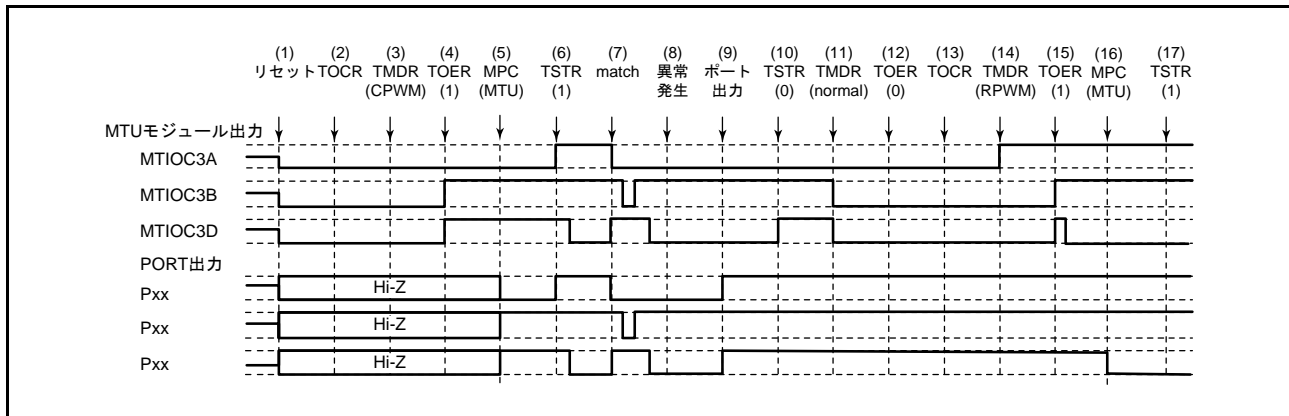 (1) (2) (3) (4) (5) (6) (7) (8) (9) (10) (11) (12) (13) (14) (15) (16) (17)
リセット TOCR TMDR TOER MPC TSTR match 異常 ポート TSTR TMDR TOER TOCR TMDR TOER MPC TSTR
(CPWM) (1) (MTU) (1) 発生 出力 (0) (normal) (0) (RPWM) (1) (MTU) (1)
MTUモジュール出力
MTIOC3A
MTIOC3B
MTIOC3D
PORT出力
Pxx Hi-Z
Pxx Hi-Z
Pxx Hi-Z